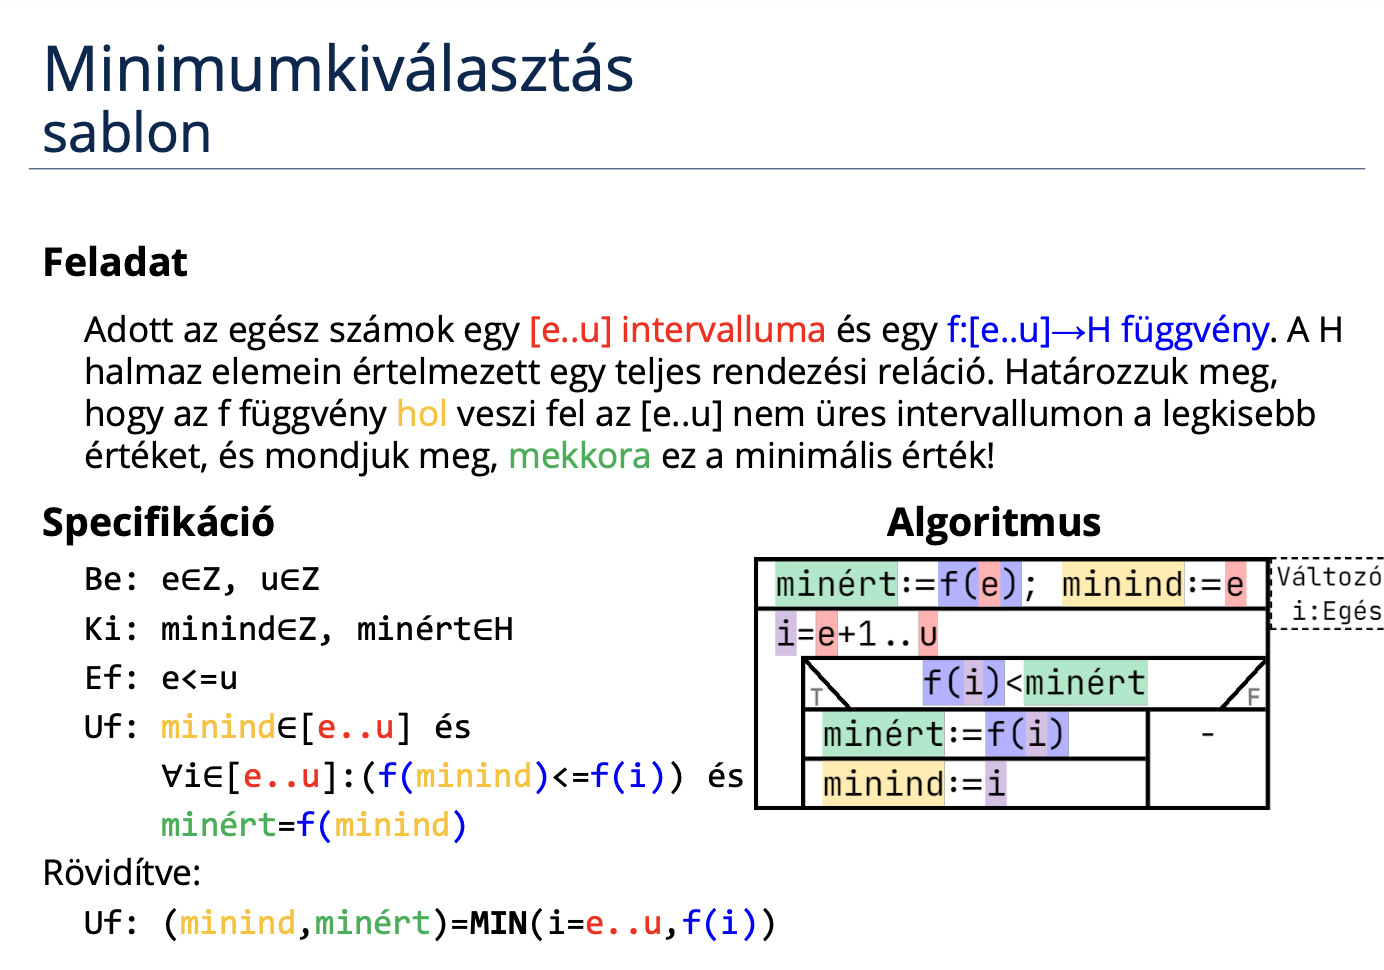 Minimumkiválasztás
sablon
Feladat
Adott az egész számok egy [e..u] intervalluma és egy f:[e..u]→H függvény. A H
halmaz elemein értelmezett egy teljes rendezési reláció. Határozzuk meg,
hogy az f függvény hol veszi fel az [e..u] nem üres intervallumon a legkisebb
értéket, és mondjuk meg, mekkora ez a minimális érték!
Specifikáció
Be: e∈Z, u∈Z
Ki: minind∈Z, minért∈H
Ef: e<=u
Uf: minind∈[e..u] és
∀i∈[e..u]:(f(minind)<=f(i)) és
minért=f(minind)
Rövidítve:
Uf: (minind,minért)=MIN(i=e..u,f(i))
Algoritmus
minért:=f(e); minind:=e
Változó
i:Egés
i=e+1..u
T
f(i)<minért
F
minért:=f(i)
-
minind:=i